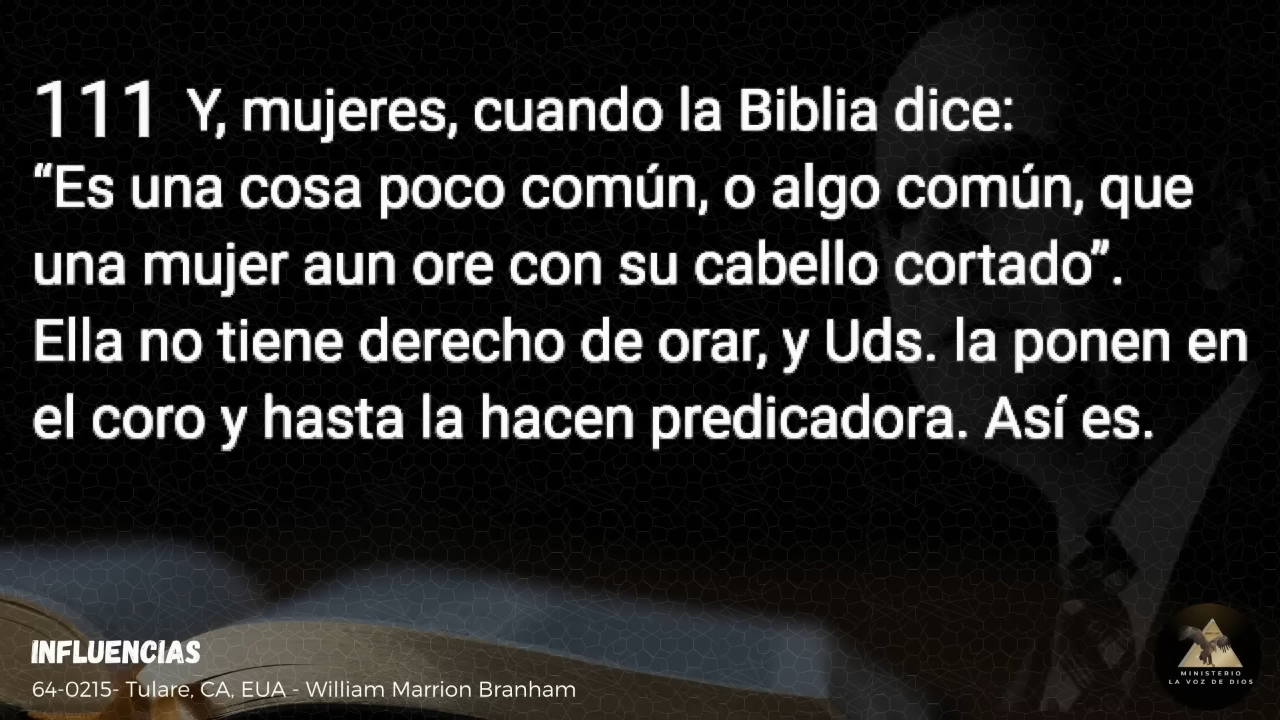 111 Y, mujeres, cuando la Biblia dice:
“Es una cosa poco común, o algo común, que
una mujer aun ore con su cabello cortado”.
Ella no tiene derecho de orar, y Uds. la ponen en
el coro y hasta la hacen predicadora. Así es.
INFLUENCIAS
64-0215- Tulare, CA, EUA - William Marrion Branham
MINISTERIO
LA VOZ DE DIOS